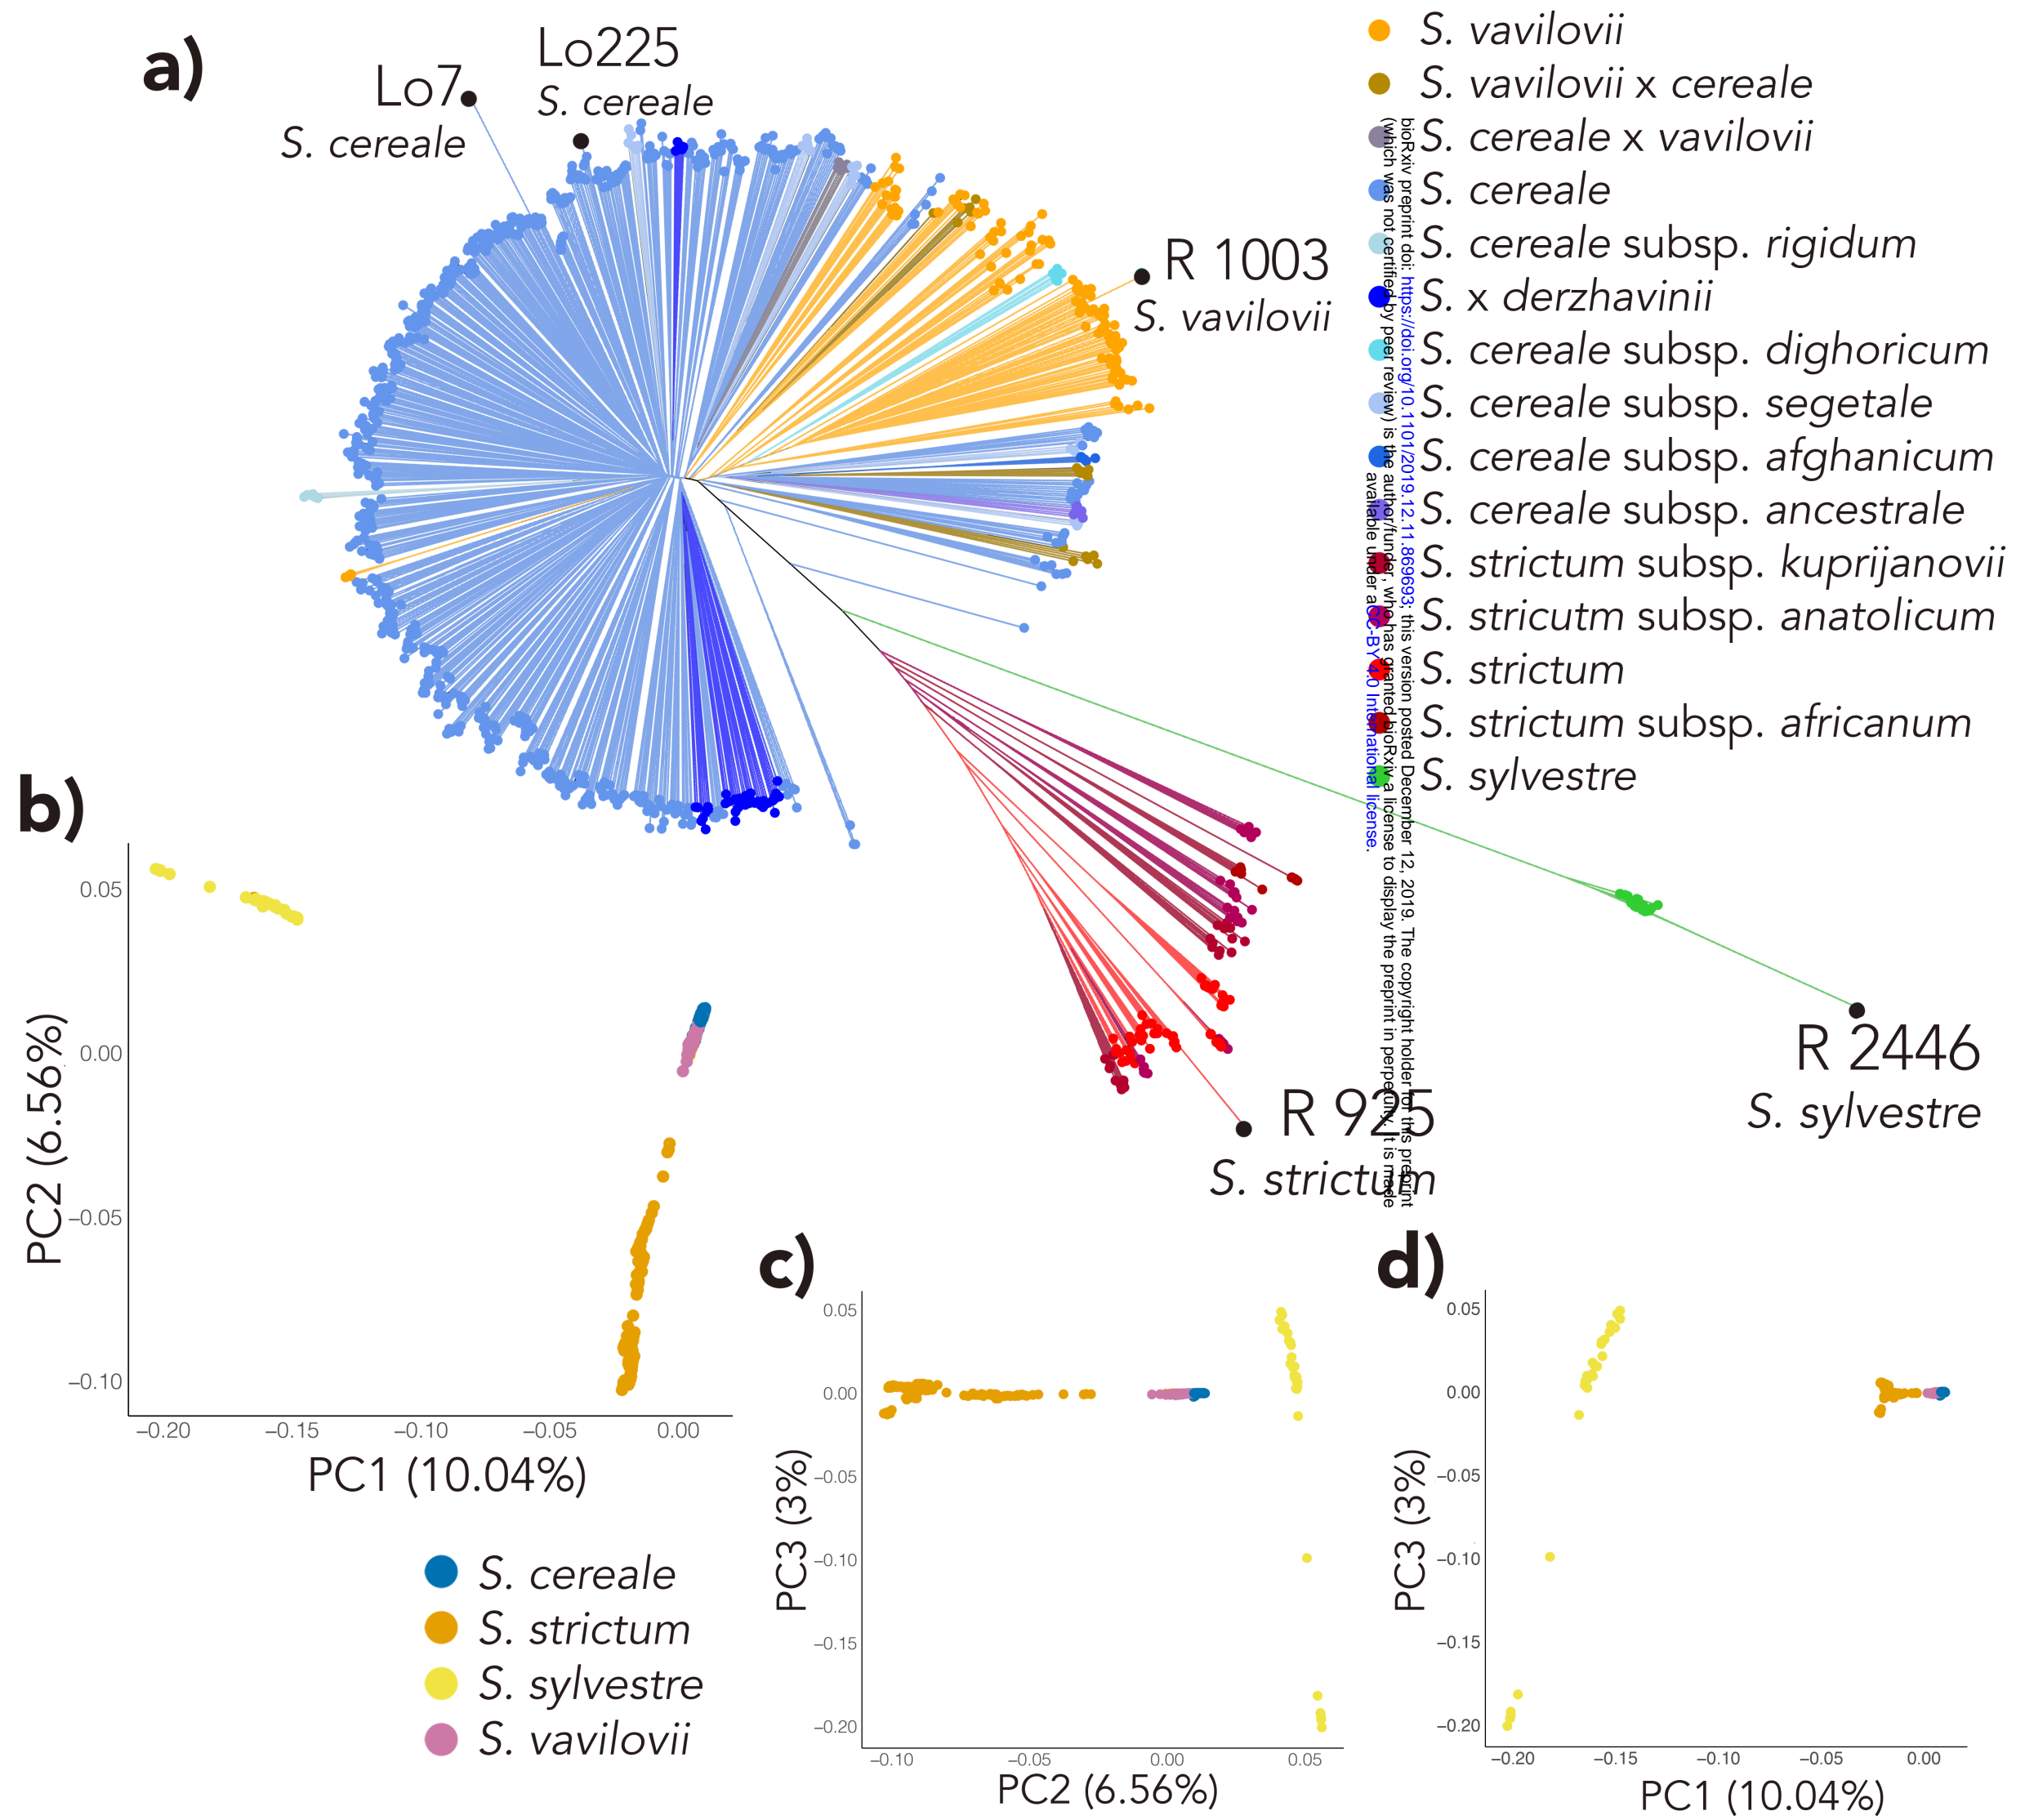 a)
Lo7
S. cereale
Lo225
S. cereale
R 1003
S. vavilovii
R 2446
S. sylvestre
R 925
S. strictum
S. vavilovii
S. vavilovii x cereale
S. cereale x vavilovii
S. cereale
S. cereale subsp. rigidum
S. x derzhavinii
S. cereale subsp. dighoricum
S. cereale subsp. segetale
S. cereale subsp. afghanicum
S. cereale subsp. ancestrale
S. strictum subsp. kuprijanovii
S. stricutm subsp. anatolicum
S. strictum
S. strictum subsp. africanum
S. sylvestre
bioRxiv preprint doi: https://doi.org/10.1101/2019.12.11.869693; this version posted December 12, 2019. The copyright holder for this preprint
(which was not certified by peer review) is the author/funder, who has granted bioRxiv a license to display the preprint in perpetuity. It is made
available under aCC-BY 4.0 International license.
b)
0.05
0.00
−0.05
−0.10
PC2 (6.56%)
−0.20 −0.15 −0.10 −0.05 0.00
PC1 (10.04%)
S. cereale
S. strictum
S. sylvestre
S. vavilovii
c)
0.05
0.00
−0.05
−0.10
−0.15
−0.20
PC3 (3%)
−0.10 −0.05 0.00 0.05
PC2 (6.56%)
d)
0.05
0.00
−0.05
−0.10
−0.15
−0.20
PC3 (3%)
−0.20 −0.15 −0.10 −0.05 0.00
PC1 (10.04%)